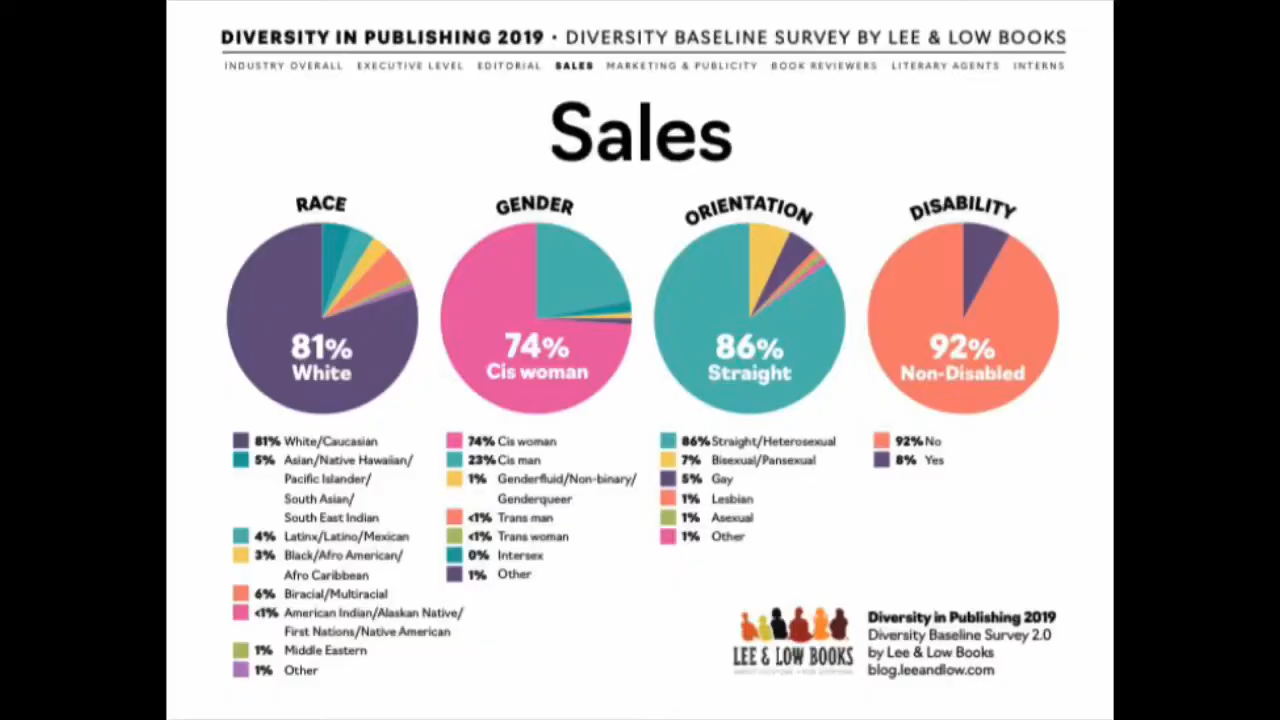 DIVERSITY IN PUBLISHING 2019 · DIVERSITY BASELINE SURVEY BY LEE & LOW BOOKS
INDUSTRY OVERALL EXECUTIVE LEVEL EDITORIAL SALES MARKETING & PUBLICITY BOOK REVIEWERS LITERARY AGENTS INTERNS
Sales
RACE
81%
White
81% White/Caucasian
5% Asian/Native Hawaiian/
Pacific Islander/
South Asian/
South East Indian
4% Latinx/Latino/Mexican
3% Black/Afro American/
Afro Caribbean
6% Biracial/Multiracial
<1% American Indian/Alaskan Native/
First Nations/Native American
1% Middle Eastern
1% Other
GENDER
74%
Cis woman
74% Cis woman
23% Cis man
1% Genderfluid/Non-binary/
Genderqueer
<1% Trans man
<1% Trans woman
0% Intersex
1% Other
ORIENTATION
86%
Straight
86% Straight/Heterosexual
7% Bisexual/Pansexual
5% Gay
1% Lesbian
1% Asexual
1% Other
DISABILITY
92%
Non-Disabled
92% No
8% Yes
LEE & LOW BOOKS
Diversity in Publishing 2019
Diversity Baseline Survey 2.0
by Lee & Low Books
blog.leeandlow.com